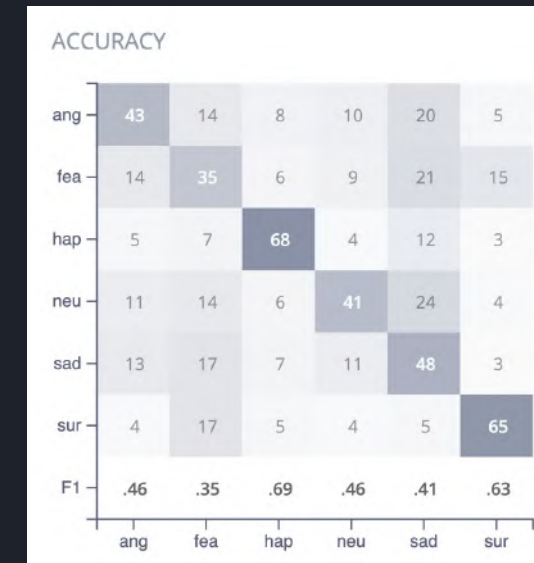 ACCURACY
ang 43 14 8 10 20 5
fea 14 35 6 9 21 15
hap 5 7 68 4 12 3
neu 11 14 6 41 24 4
sad 13 17 7 11 48 3
sur 4 17 5 4 5 65
F1 .46 .35 .69 .46 .41 .63
ang fea hap neu sad sur